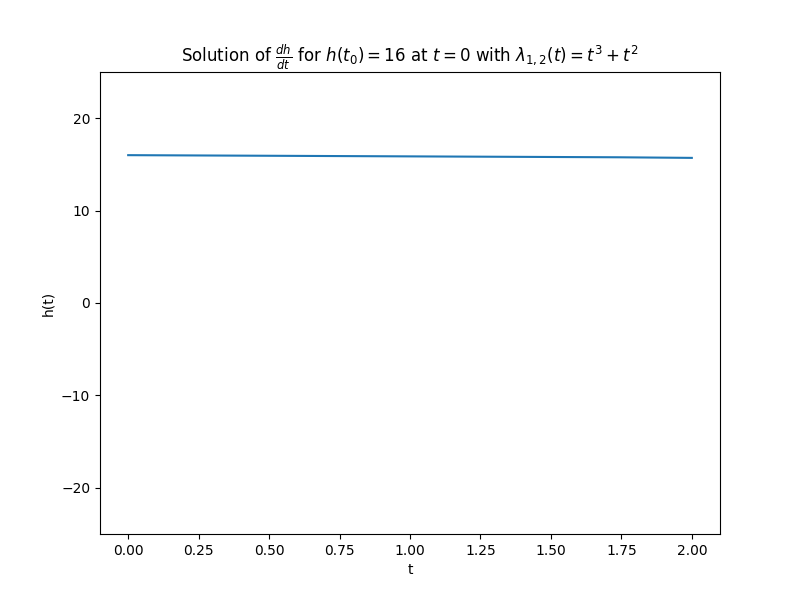 Solution of $\frac{dh}{dt}$ for $h(t_0) = 16$ at $t = 0$ with $\lambda_{1,2}(t) = t^3 + t^2$
20
10
0
−10
−20
h(t)
0.00 0.25 0.50 0.75 1.00 1.25 1.50 1.75 2.00
t